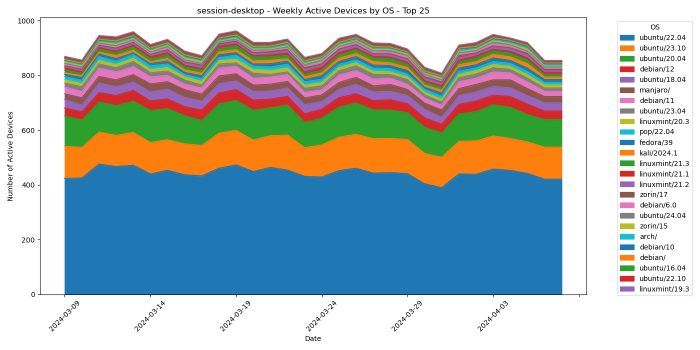 session-desktop - Weekly Active Devices by OS - Top 25
1000
800
600
400
200
0
Number of Active Devices
2024-03-09
2024-03-14
2024-03-19
2024-03-24
2024-03-29
2024-04-03
Date
OS
ubuntu/22.04
ubuntu/23.10
ubuntu/20.04
debian/12
ubuntu/18.04
manjaro/
debian/11
ubuntu/23.04
linuxmint/20.3
pop/22.04
fedora/39
kali/2024.1
linuxmint/21.3
linuxmint/21.1
linuxmint/21.2
zorin/17
debian/6.0
ubuntu/24.04
zorin/15
arch/
debian/10
debian/
ubuntu/16.04
ubuntu/22.10
linuxmint/19.3